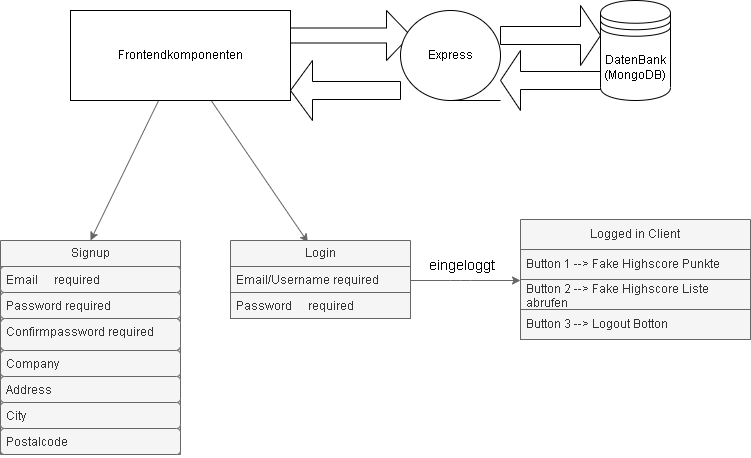 Frontendkomponenten
Express
DatenBank
(MongoDB)
Signup
Email required
Password required
Confirmpassword required
Company
Address
City
Postalcode
Login
Email/Username required
Password required
eingeloggt
Logged in Client
Button 1 --> Fake Highscore Punkte
Button 2 --> Fake Highscore Liste
abrufen
Button 3 --> Logout Botton